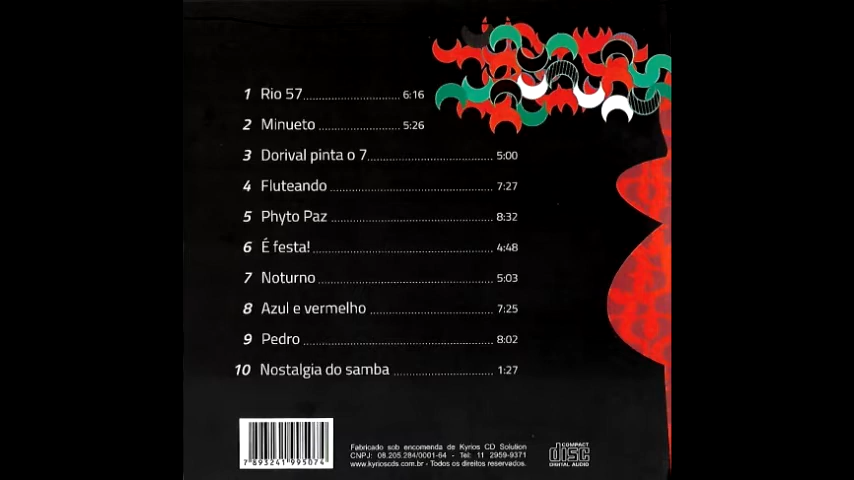 1 Rio 57 6:16
2 Minueto 5:26
3 Dorival pinta o 7 5:00
4 Fluteando 7:27
5 Phyto Paz 8:32
6 É festa! 4:48
7 Noturno 5:03
8 Azul e vermelho 7:25
9 Pedro 8:02
10 Nostalgia do samba 1:27
7 893241 995074
Fabricado sob encomenda de Kyrios CD Solution
CNPJ: 08.205.284/0001-64 - Tel: 11 2959-9371
www.kyrioscds.com.br - Todos os direitos reservados.
COMPACT
disc
DIGITAL AUDIO